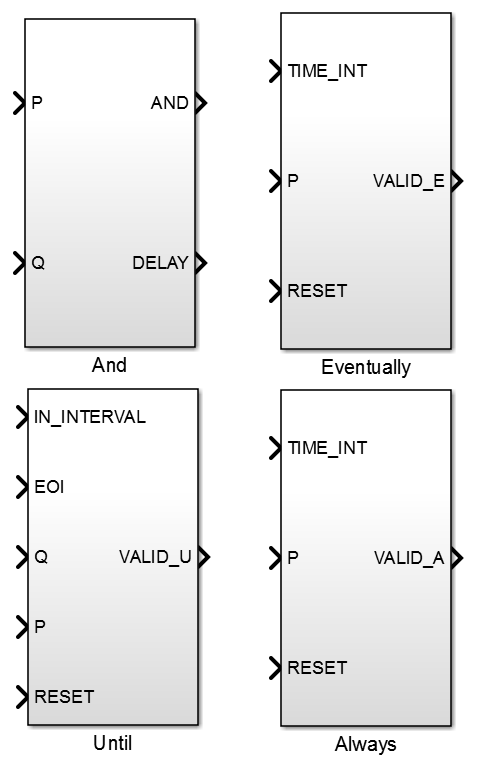 P
AND
Q
DELAY
And
TIME_INT
P
VALID_E
RESET
Eventually
IN_INTERVAL
EOI
Q
VALID_U
P
RESET
Until
TIME_INT
P
VALID_A
RESET
Always